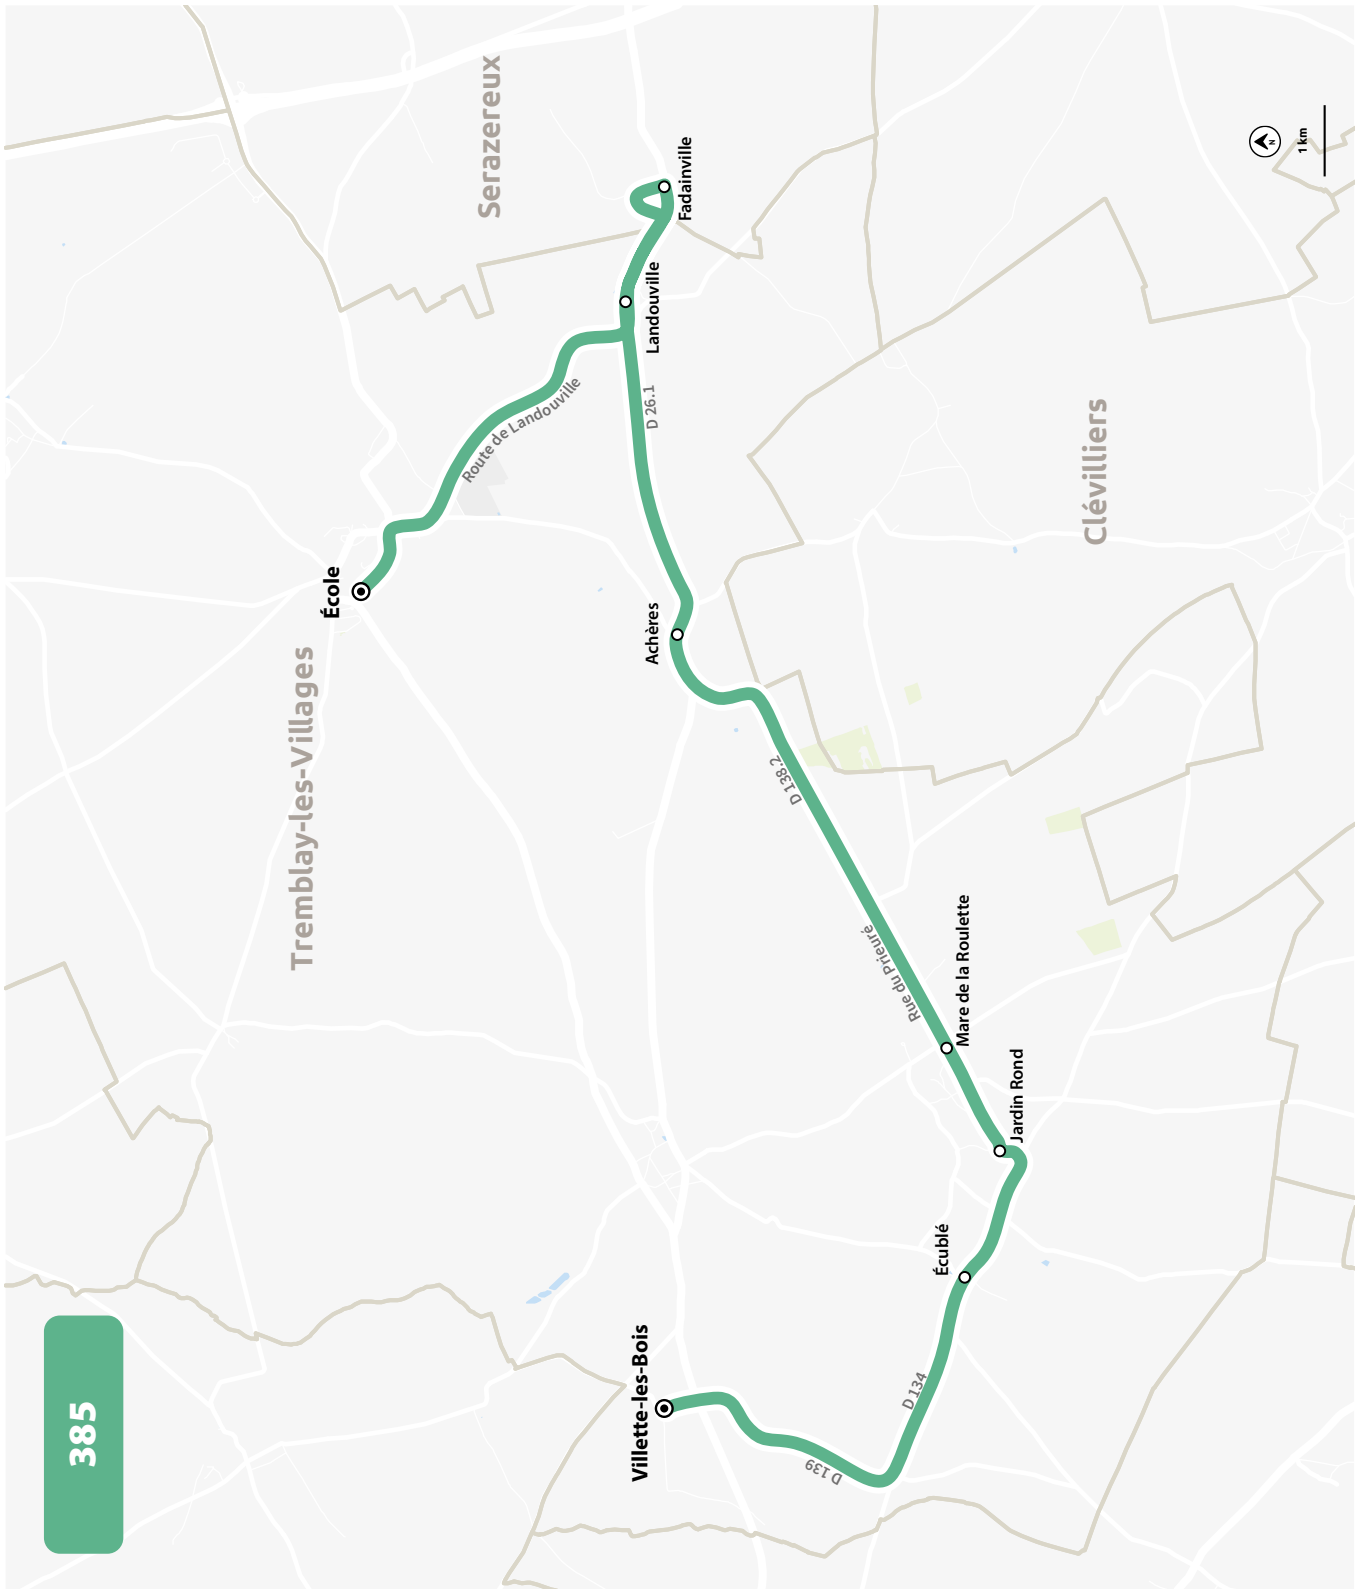 385
Tremblay-les-Villages
École
Serazereux
Route de Landouville
Villette-les-Bois
Achères
Landouville
D 26.1
Fadainville
D 138.2
D 139
Rue du Prieuré
D 134
Écublé
Mare de la Roulette
Jardin Rond
Clévilliers
N
1 km